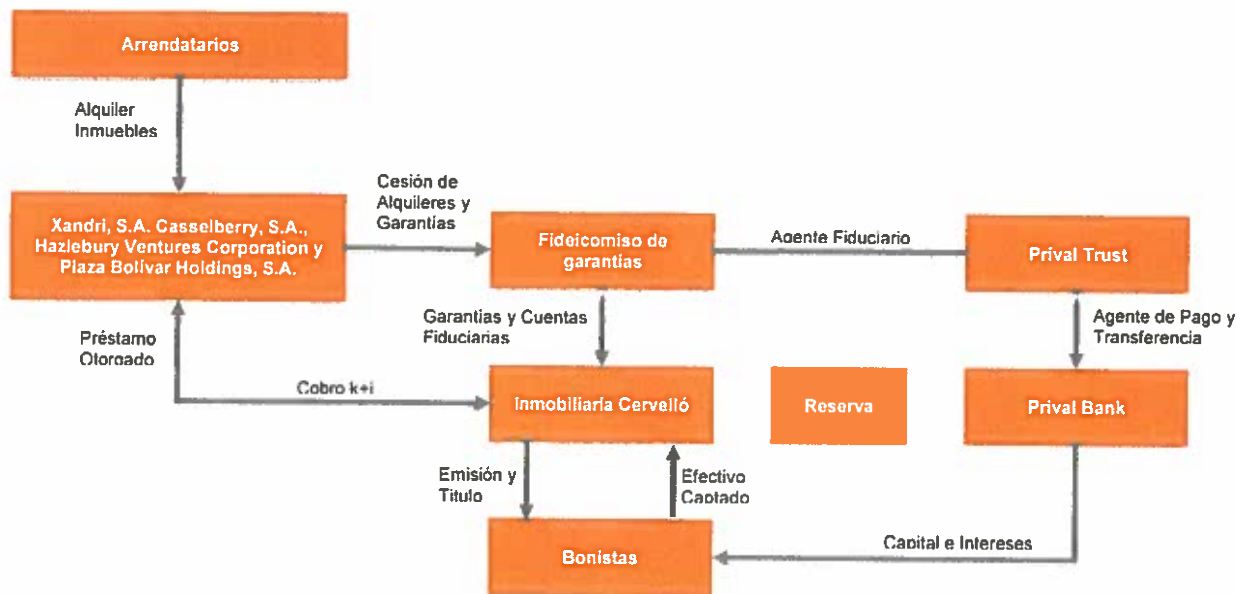 Arrendatarios
Alquiler
Inmuebles
Cesión de
Alquileres y
Garantías
Xandri, S.A. Casselberry, S.A.,
Hazlebury Ventures Corporation y
Plaza Bolívar Holdings, S.A.
Fideicomiso de
garantías
Agente Fiduciario
Prival Trust
Préstamo
Otorgado
Garantías y Cuentas
Fiduciarias
Agente de Pago y
Transferencia
Cobro k+i
Inmobiliaría Cervelló
Reserva
Prival Bank
Emisión y
Titulo
Efectivo
Captado
Bonistas
Capital e Intereses